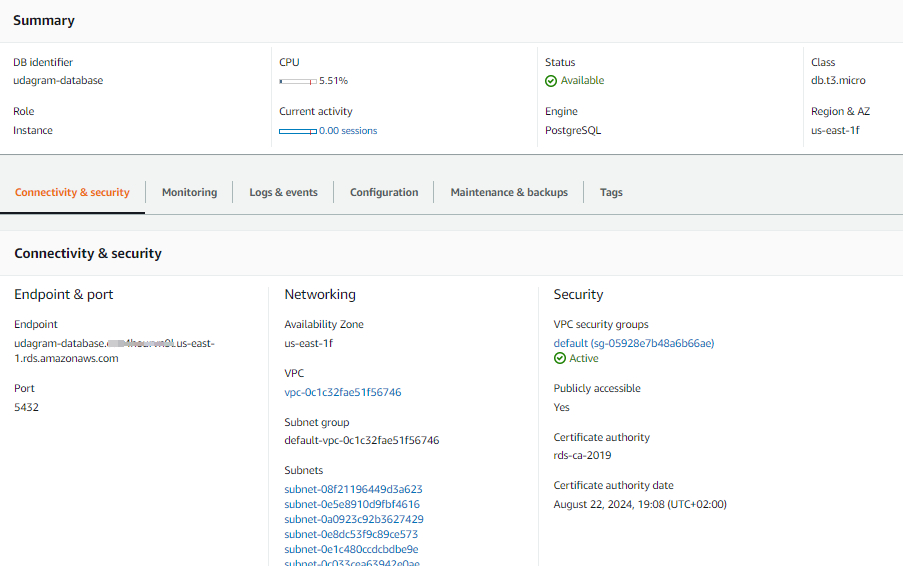 Summary
DB identifier
udagram-database
CPU
5.51%
Status
Available
Class
db.t3.micro
Role
Instance
Current activity
0.00 sessions
Engine
PostgreSQL
Region & AZ
us-east-1f
Connectivity & security
Monitoring
Logs & events
Configuration
Maintenance & backups
Tags
Connectivity & security
Endpoint & port
Endpoint
udagram-database. .us-east-
1.rds.amazonaws.com
Port
5432
Networking
Availability Zone
us-east-1f
VPC
vpc-0c1c32fae51f56746
Subnet group
default-vpc-0c1c32fae51f56746
Subnets
subnet-08f21196449d3a623
subnet-0e5e8910d9fbf4616
subnet-0a0923c92b3627429
subnet-0e8dc53f9c89ce573
subnet-0e1c480ccdcbdbe9e
subnet-0c033cea63942e0ae
Security
VPC security groups
default (sg-05928e7b48a6b66ae)
Active
Publicly accessible
Yes
Certificate authority
rds-ca-2019
Certificate authority date
August 22, 2024, 19:08 (UTC+02:00)